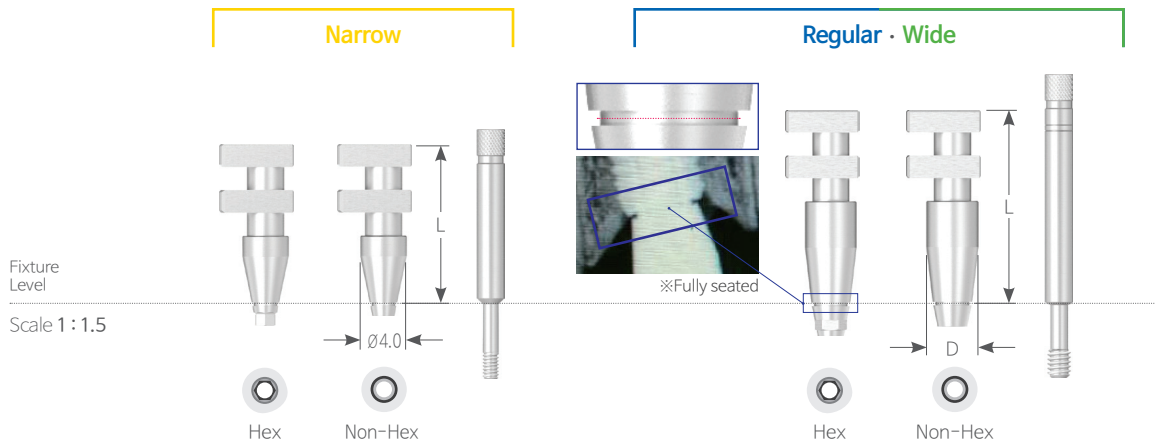 Narrow
Regular · Wide
L
L
※Fully seated
Fixture
Level
Scale 1 : 1.5
Ø4.0
D
Hex
Non-Hex
Hex
Non-Hex